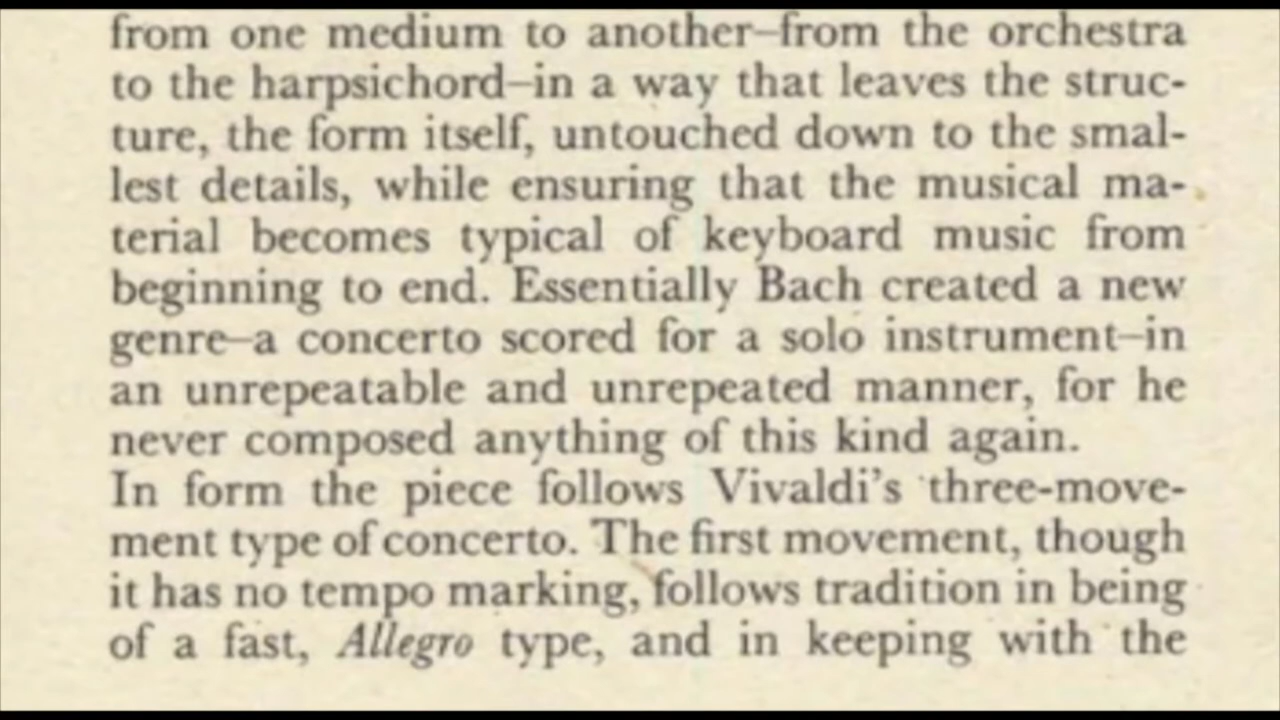 from one medium to another–from the orchestra
to the harpsichord–in a way that leaves the struc-
ture, the form itself, untouched down to the smal-
lest details, while ensuring that the musical ma-
terial becomes typical of keyboard music from
beginning to end. Essentially Bach created a new
genre–a concerto scored for a solo instrument–in
an unrepeatable and unrepeated manner, for he
never composed anything of this kind again.
In form the piece follows Vivaldi's three-move-
ment type of concerto. The first movement, though
it has no tempo marking, follows tradition in being
of a fast, Allegro type, and in keeping with the